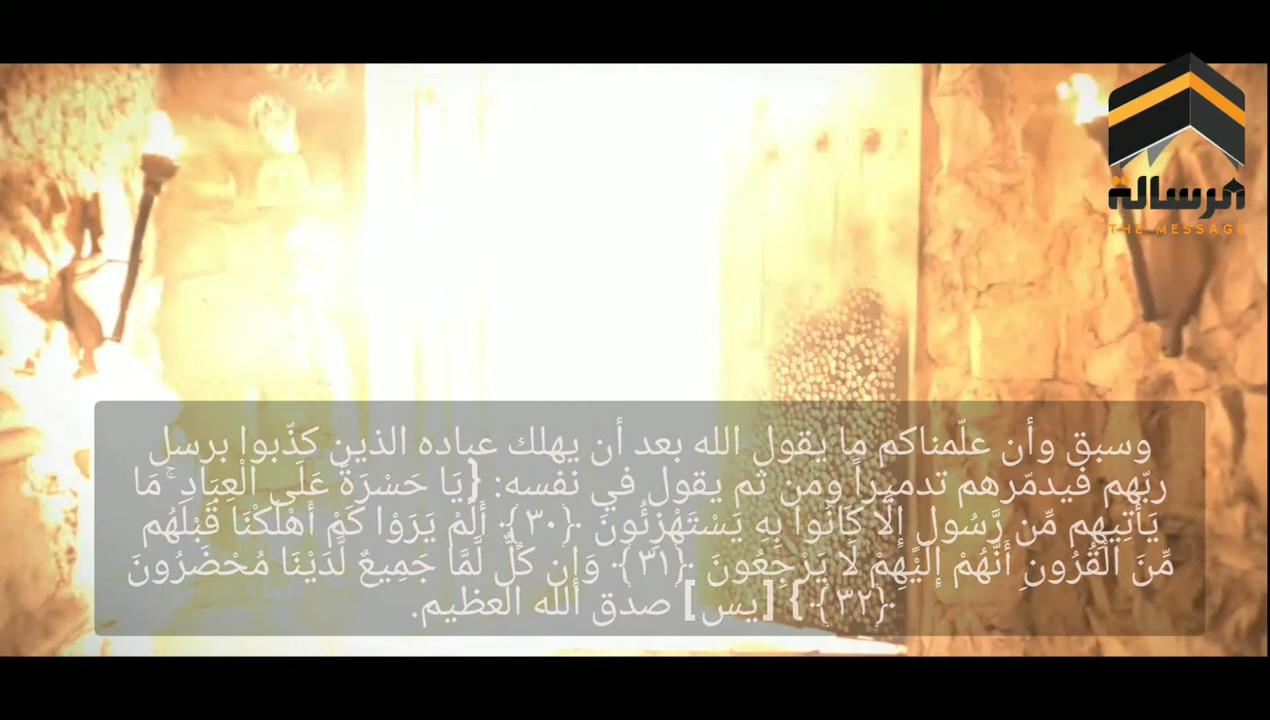 الرسالة
THE MESSAGE
وسبق وأن علّمناكم ما يقول الله بعد أن يهلك عباده الذين كذّبوا برسل
ربّهم فيدمّرهم تدميراً ومن ثم يقول في نفسه: {يَا حَسْرَةً عَلَى الْعِبَادِ ۚ مَا
يَأْتِيهِم مِّن رَّسُولٍ إِلَّا كَانُوا بِهِ يَسْتَهْزِئُونَ ﴿٣٠﴾ أَلَمْ يَرَوْا كَمْ أَهْلَكْنَا قَبْلَهُم
مِّنَ الْقُرُونِ أَنَّهُمْ إِلَيْهِمْ لَا يَرْجِعُونَ ﴿٣١﴾ وَإِن كُلٌّ لَّمَّا جَمِيعٌ لَّدَيْنَا مُحْضَرُونَ
﴿٣٢﴾} [يس] صدق الله العظيم.